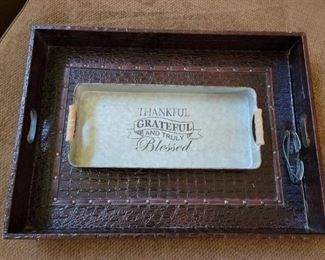 THANKFUL
GRATEFUL
AND TRULY
Blessed